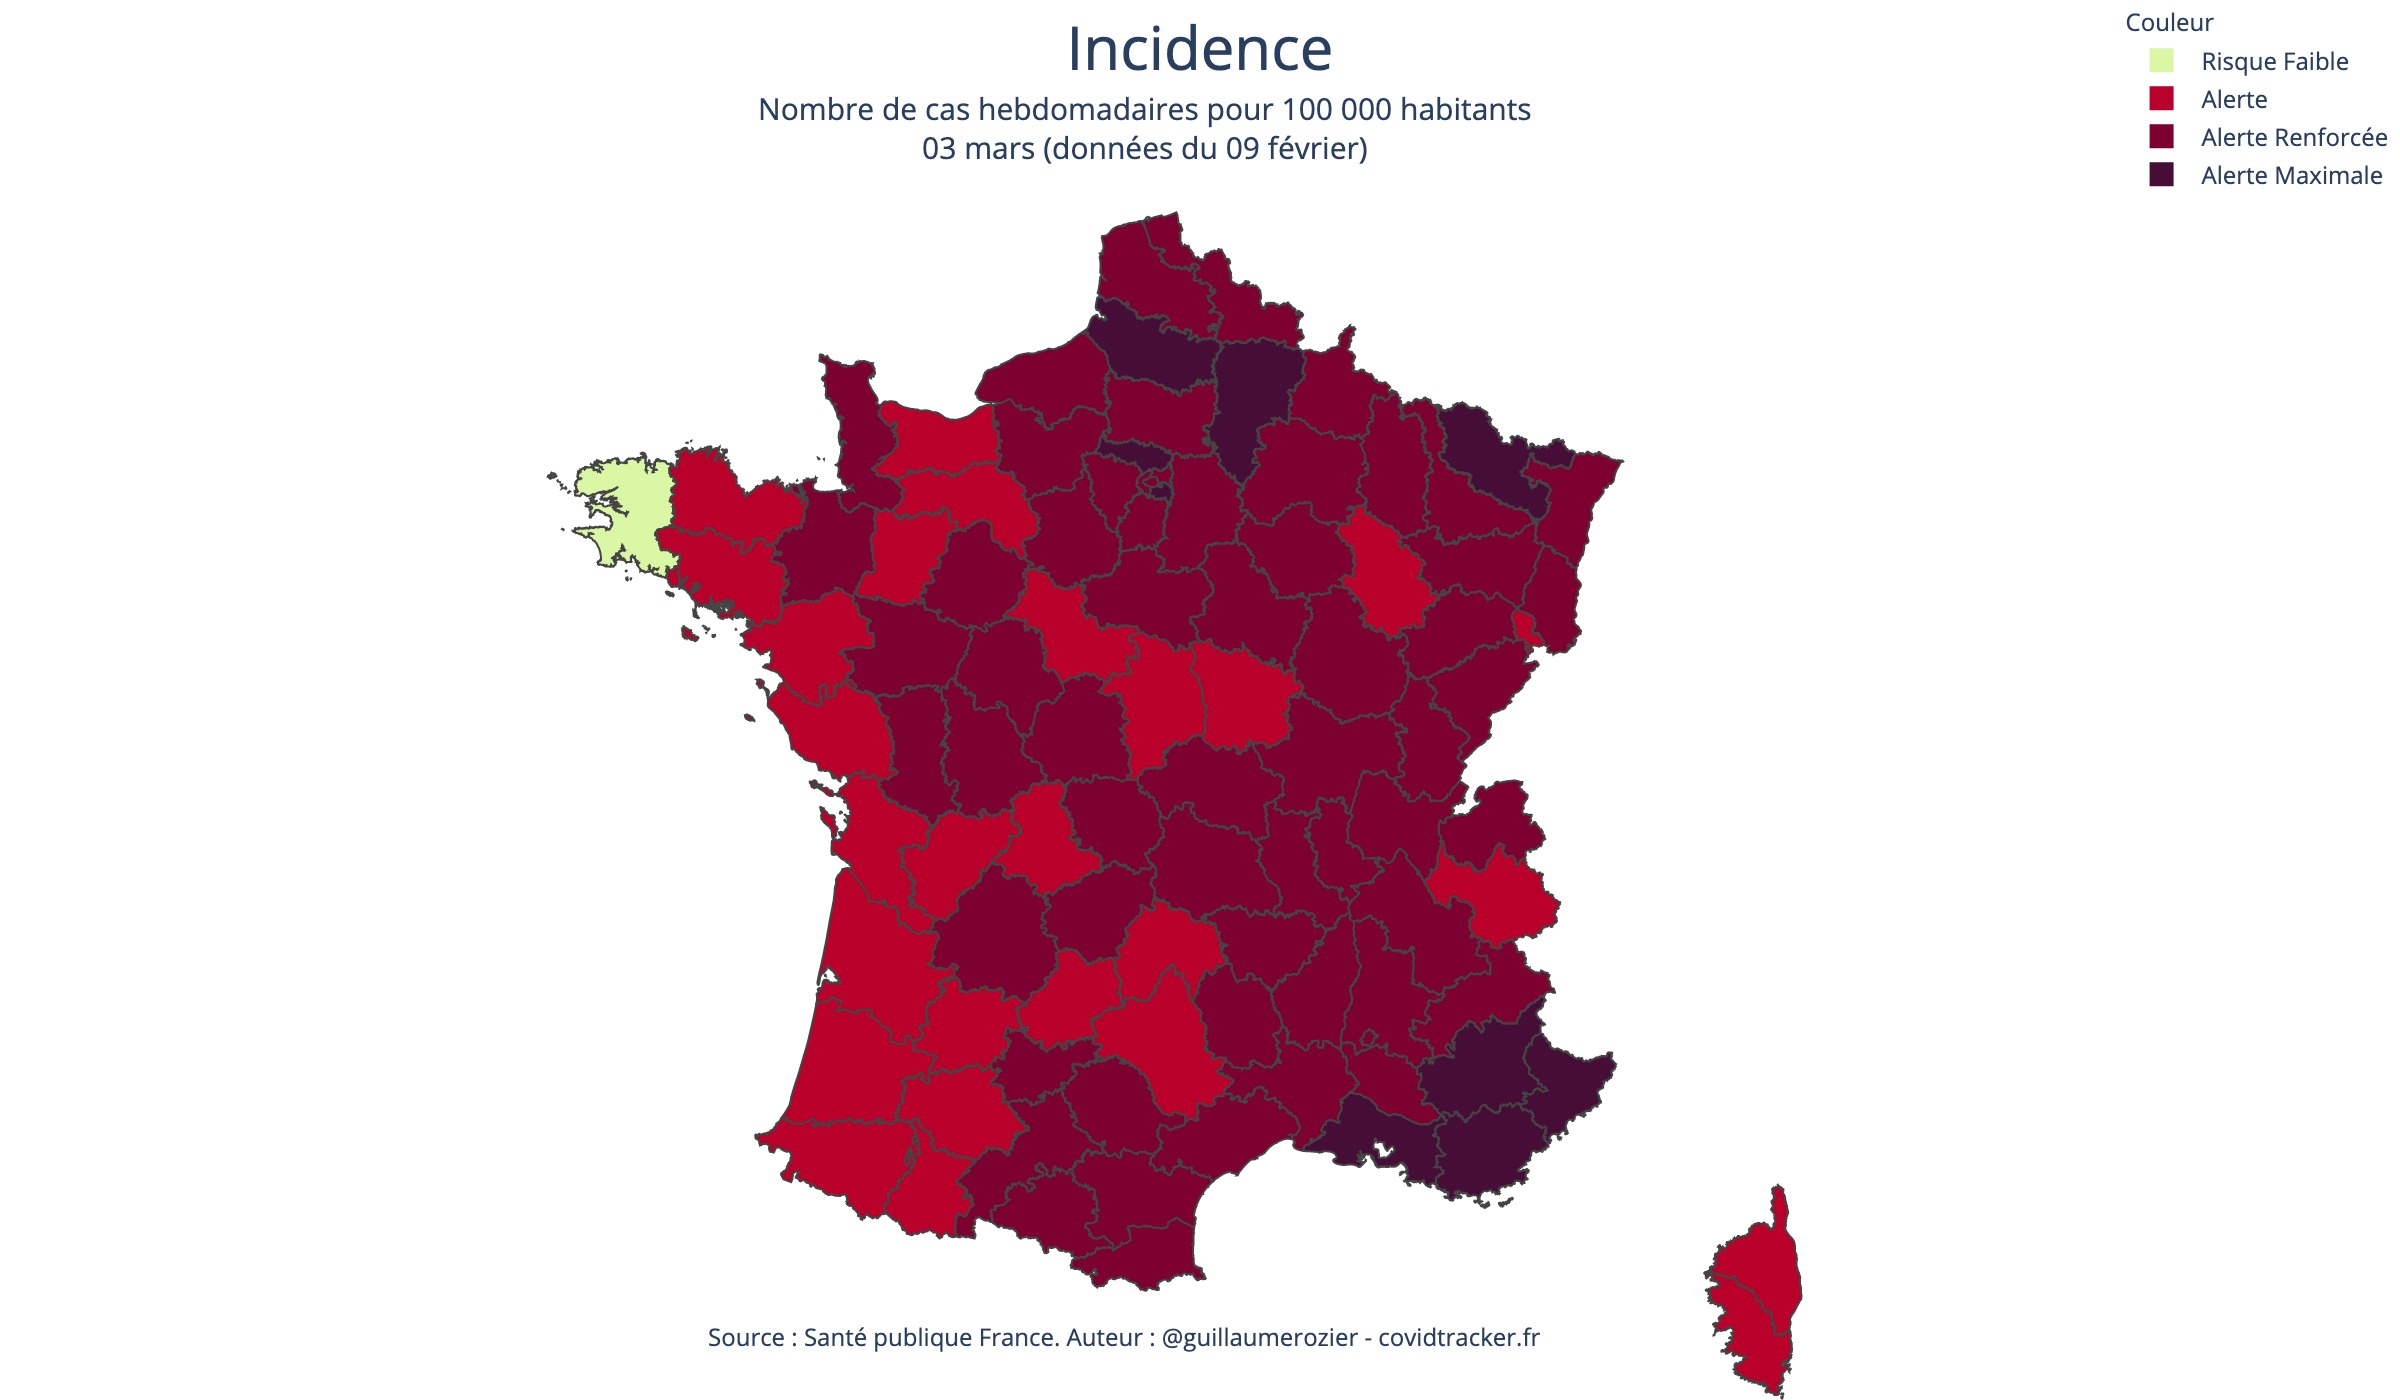 Incidence
Nombre de cas hebdomadaires pour 100 000 habitants
03 mars (données du 09 février)
Couleur
Risque Faible
Alerte
Alerte Renforcée
Alerte Maximale
Source : Santé publique France. Auteur : @guillaumerozier - covidtracker.fr